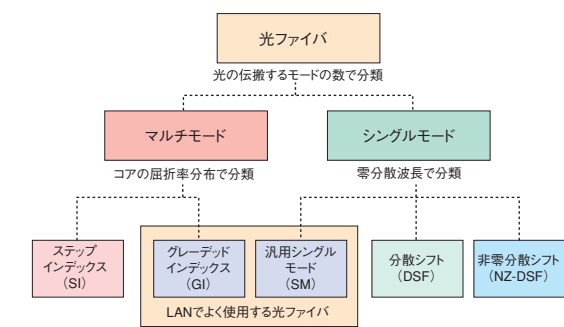 光ファイバ
光の伝搬するモードの数で分類
マルチモード
シングルモード
コアの屈折率分布で分類
零分散波長で分類
ステップ
インデックス
（SI）
グレーデッド
インデックス
（GI）
汎用シングル
モード
（SM）
分散シフト
（DSF）
非零分散シフト
（NZ-DSF）
LANでよく使用する光ファイバ